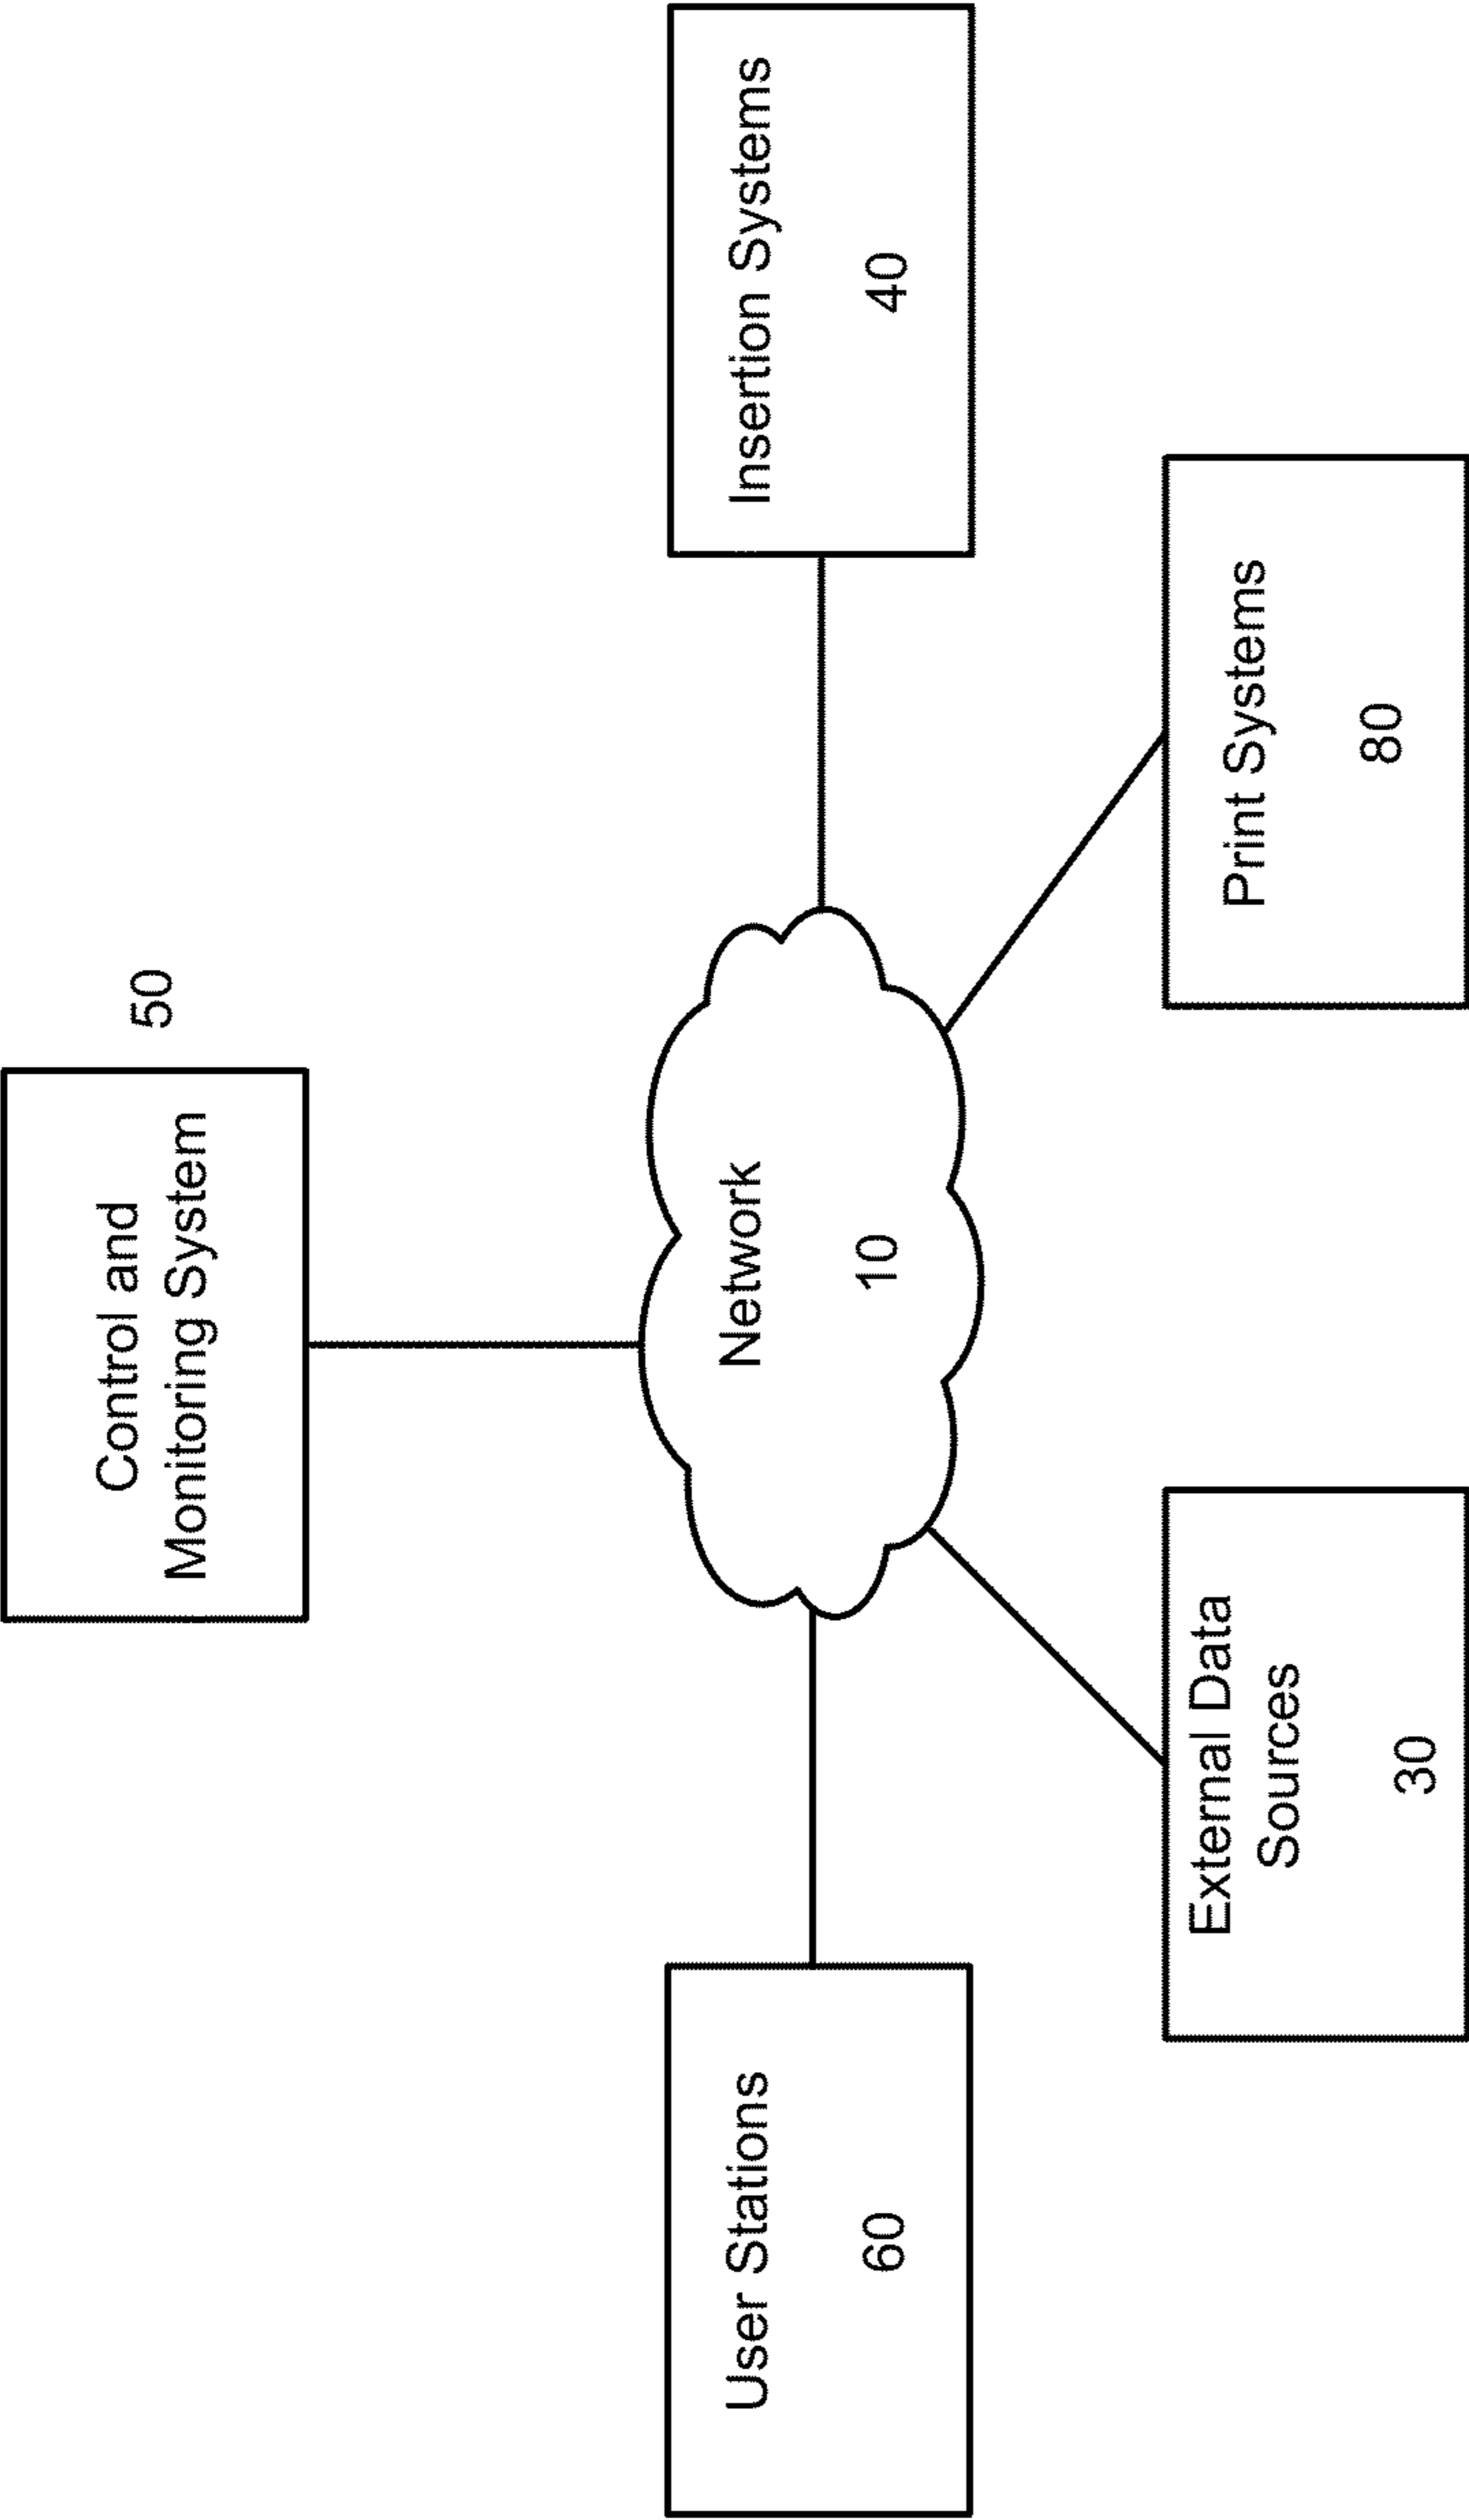 Control and
Monitoring System
50
User Stations
60
Network
10
Insertion Systems
40
External Data
Sources
30
Print Systems
80